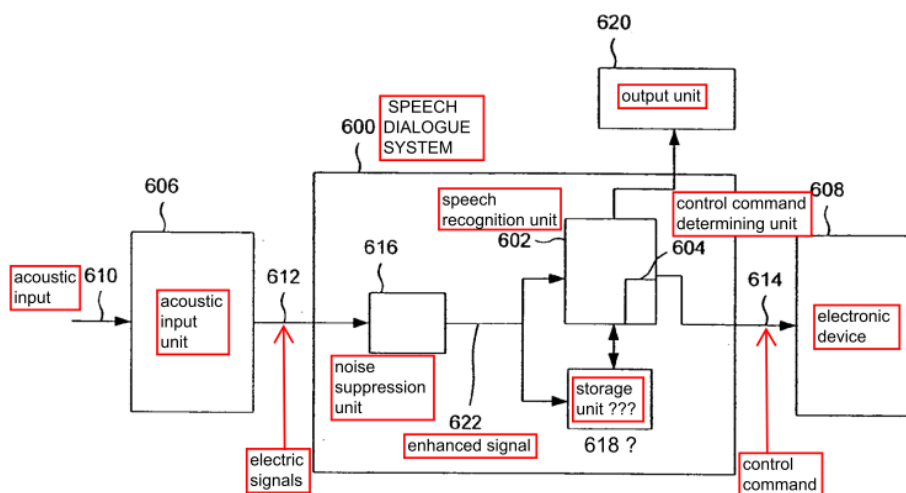 620
output unit
SPEECH
DIALOGUE
SYSTEM
600
606
speech
recognition unit
602
control command
determining unit
608
604
acoustic
input
610
acoustic
input
unit
612
616
614
electronic
device
noise
suppression
unit
622
enhanced signal
storage
unit ???
618 ?
electric
signals
control
command